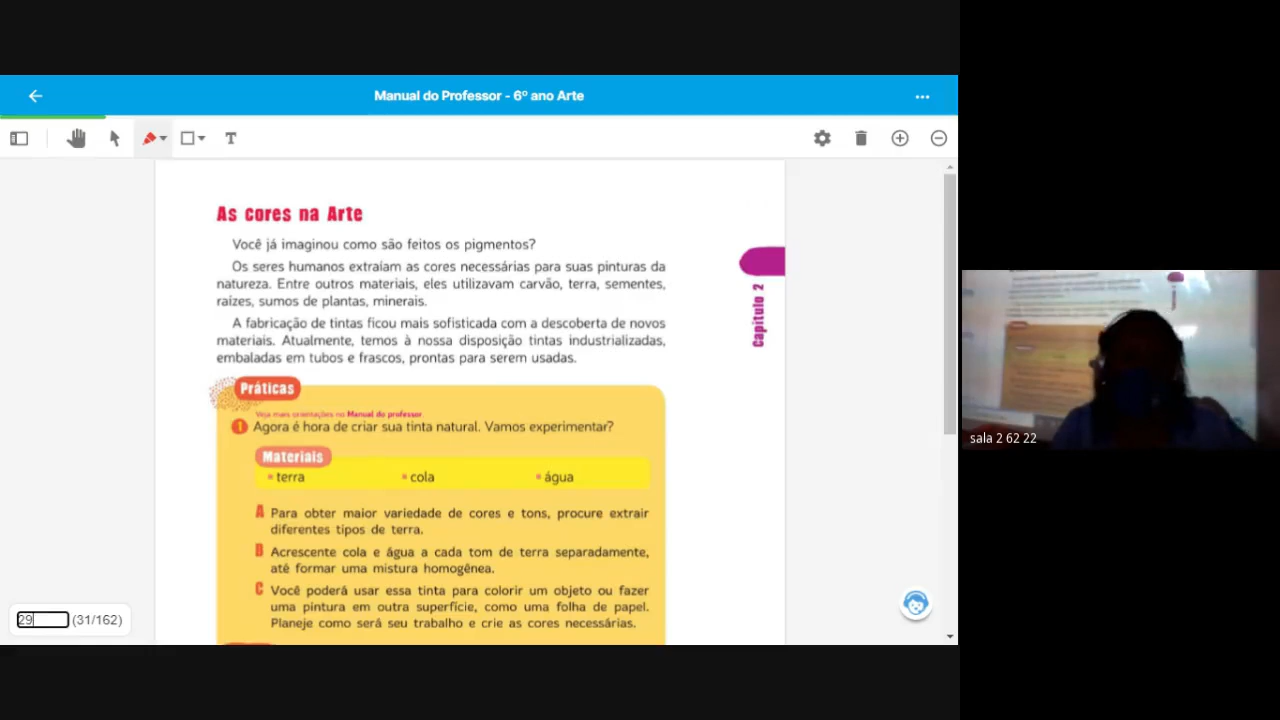 Manual do Professor - 6º ano Arte
T
As cores na Arte
Você já imaginou como são feitos os pigmentos?
Os seres humanos extraíam as cores necessárias para suas pinturas da
natureza. Entre outros materiais, eles utilizavam carvão, terra, sementes,
raízes, sumos de plantas, minerais.
A fabricação de tintas ficou mais sofisticada com a descoberta de novos
materiais. Atualmente, temos à nossa disposição tintas industrializadas,
embaladas em tubos e frascos, prontas para serem usadas.
Capítulo 2
Práticas
Veja mais orientações no Manual do professor.
1 Agora é hora de criar sua tinta natural. Vamos experimentar?
Materiais
terra cola água
A Para obter maior variedade de cores e tons, procure extrair
diferentes tipos de terra.
B Acrescente cola e água a cada tom de terra separadamente,
até formar uma mistura homogênea.
C Você poderá usar essa tinta para colorir um objeto ou fazer
uma pintura em outra superfície, como uma folha de papel.
Planeje como será seu trabalho e crie as cores necessárias.
29 (31/162)
sala 2 62 22